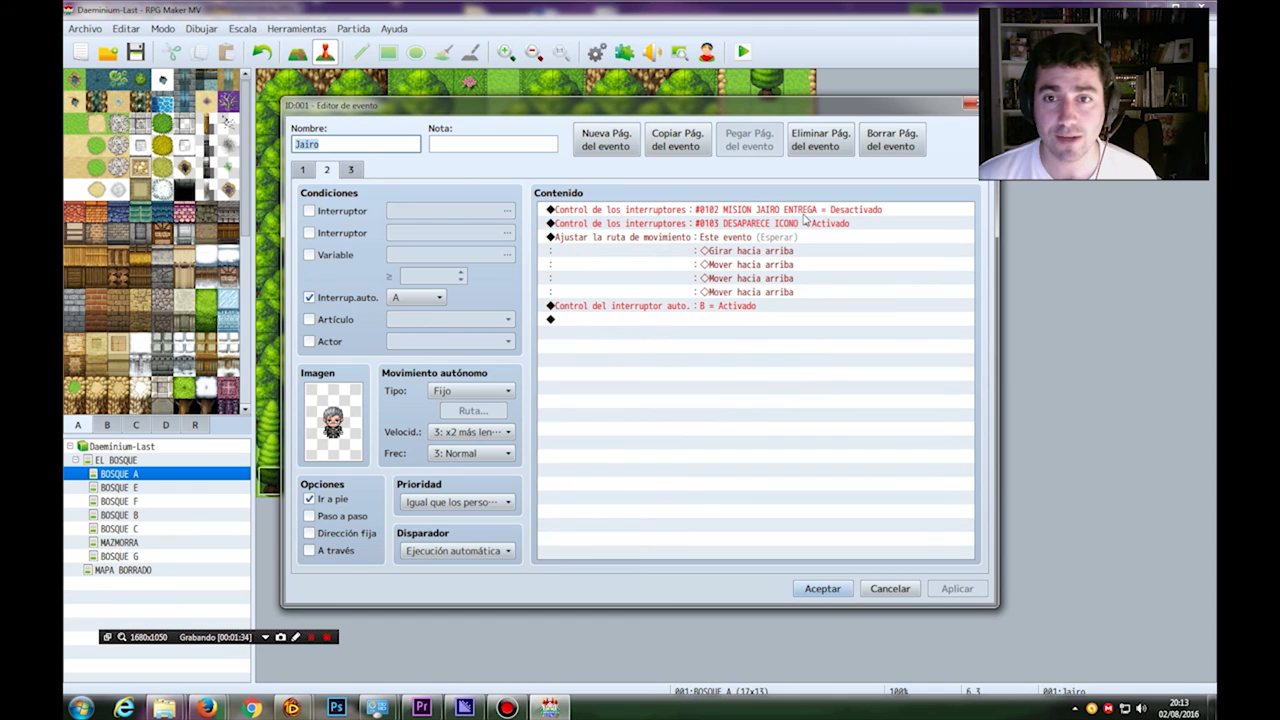 Daeminium-Last - RPG Maker MV
Archivo Editar Modo Dibujar Escala Herramientas Partida Ayuda
ID:001 - Editor de evento
Nombre:
Nota:
Jairo
Nueva Pág. del evento
Copiar Pág. del evento
Pegar Pág. del evento
Eliminar Pág. del evento
Borrar Pág. del evento
1 2 3
Condiciones
Interruptor ...
Interruptor ...
Variable ...
≥
Interrup.auto. A
Artículo
Actor
Imagen
Movimiento autónomo
Tipo: Fijo
Ruta...
Velocid.: 3: x2 más len···
Frec: 3: Normal
Opciones
Ir a pie
Paso a paso
Dirección fija
A través
Prioridad
Igual que los perso···
Disparador
Ejecución automática
Contenido
◆Control de los interruptores : #0102 MISION JAIRO ENTREGA = Desactivado
◆Control de los interruptores : #0103 DESAPARECE ICONO = Activado
◆Ajustar la ruta de movimiento : Este evento (Esperar)
: : ◇Girar hacia arriba
: : ◇Mover hacia arriba
: : ◇Mover hacia arriba
: : ◇Mover hacia arriba
◆Control del interruptor auto. : B = Activado
◆
Aceptar Cancelar Aplicar
A B C D R
Daeminium-Last
EL BOSQUE
BOSQUE A
BOSQUE E
BOSQUE F
BOSQUE B
BOSQUE C
MAZMORRA
BOSQUE G
MAPA BORRADO
1680x1050 Grabando [00:01:34]
001:BOSQUE A (17x13) 100% 6,3 001:Jairo
Ps
Pr
20:13
02/08/2016